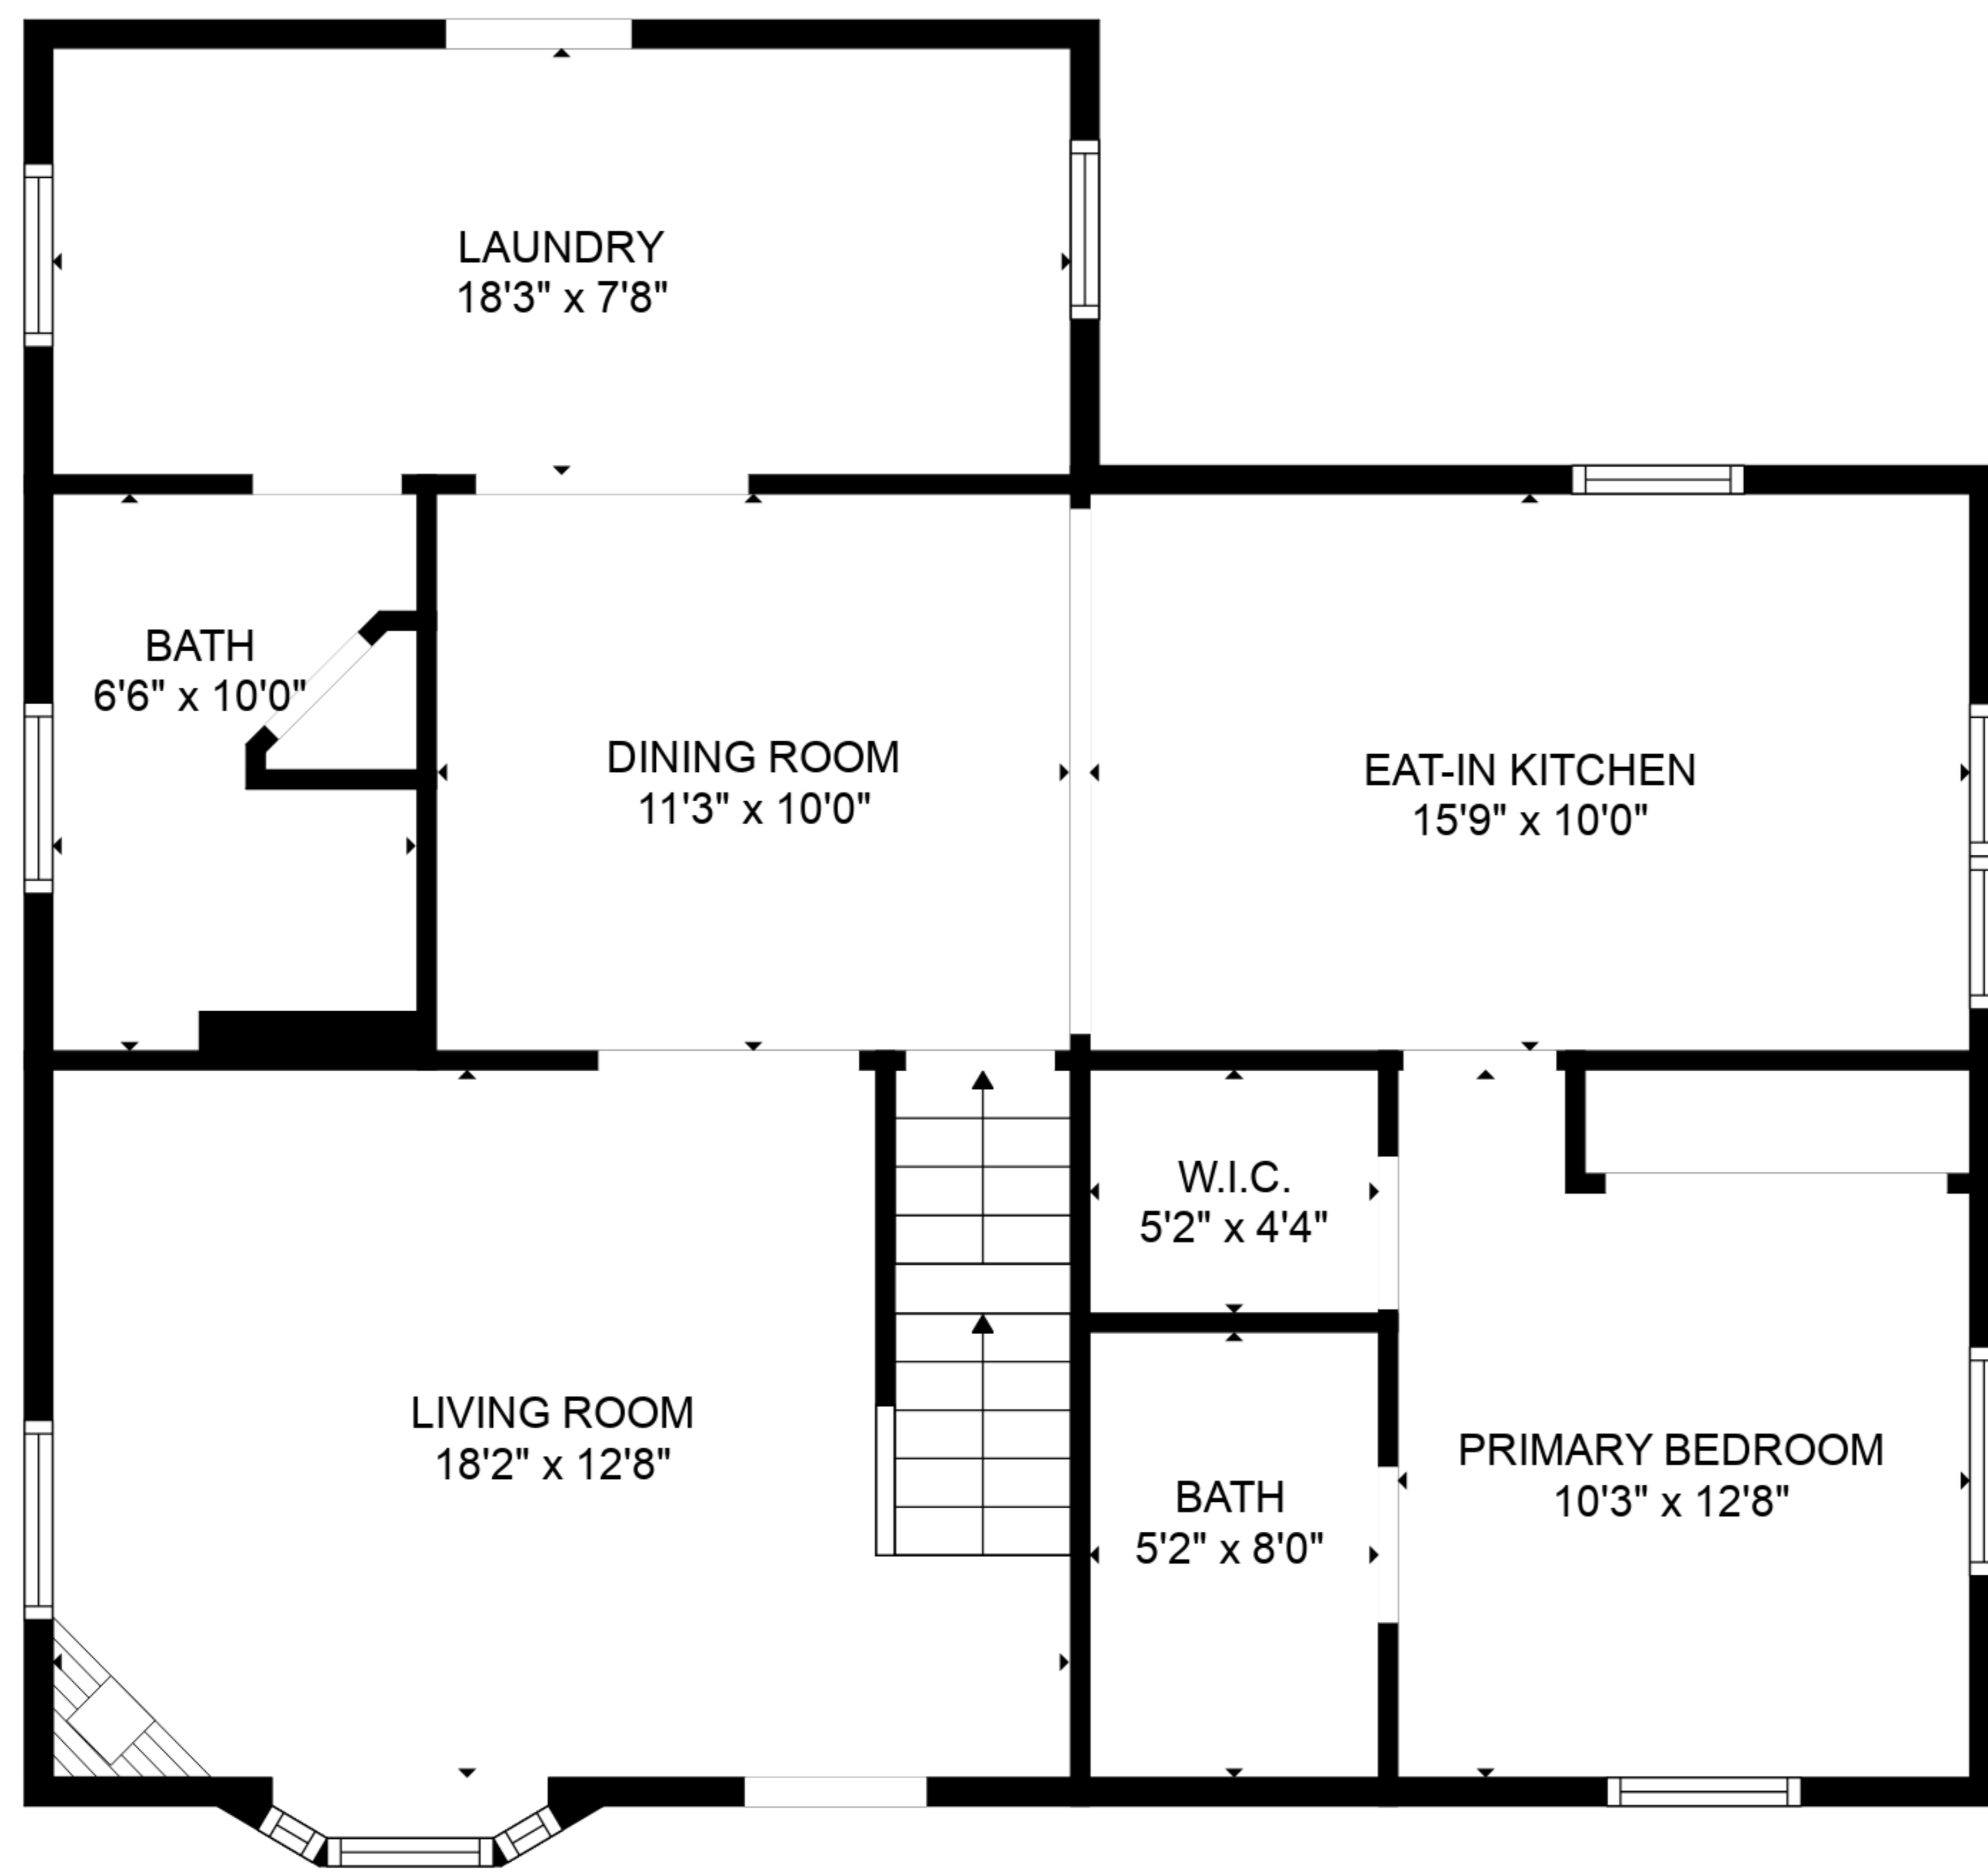 LAUNDRY
18'3" x 7'8"
BATH
6'6" x 10'0"
DINING ROOM
11'3" x 10'0"
EAT-IN KITCHEN
15'9" x 10'0"
W.I.C.
5'2" x 4'4"
LIVING ROOM
18'2" x 12'8"
BATH
5'2" x 8'0"
PRIMARY BEDROOM
10'3" x 12'8"